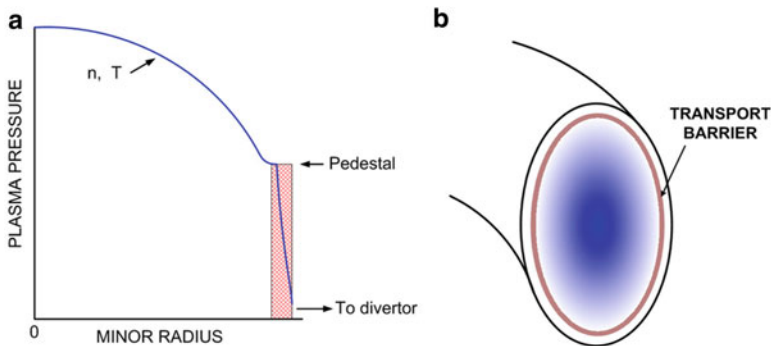 a
n, T
PLASMA PRESSURE
Pedestal
To divertor
0
MINOR RADIUS
b
TRANSPORT
BARRIER